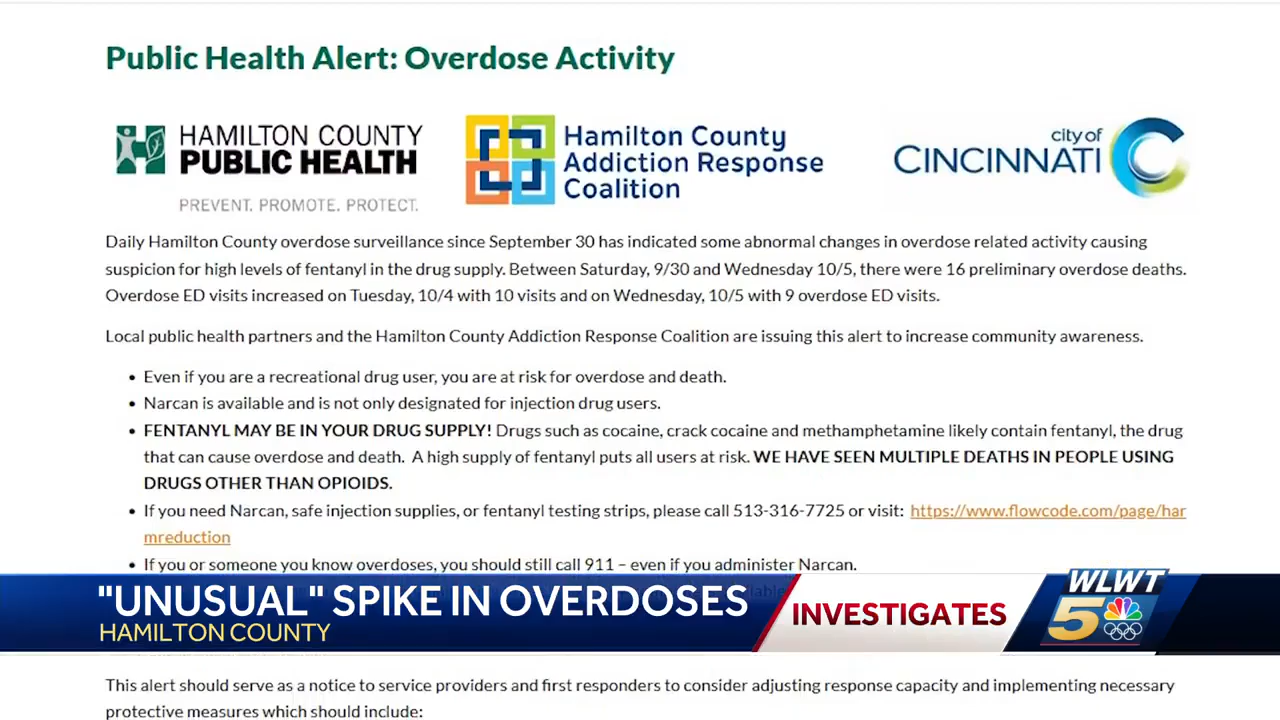 Public Health Alert: Overdose Activity
HAMILTON COUNTY
PUBLIC HEALTH
PREVENT. PROMOTE. PROTECT.
Hamilton County
Addiction Response
Coalition
city of
CINCINNATI
Daily Hamilton County overdose surveillance since September 30 has indicated some abnormal changes in overdose related activity causing
suspicion for high levels of fentanyl in the drug supply. Between Saturday, 9/30 and Wednesday 10/5, there were 16 preliminary overdose deaths.
Overdose ED visits increased on Tuesday, 10/4 with 10 visits and on Wednesday, 10/5 with 9 overdose ED visits.
Local public health partners and the Hamilton County Addiction Response Coalition are issuing this alert to increase community awareness.
• Even if you are a recreational drug user, you are at risk for overdose and death.
• Narcan is available and is not only designated for injection drug users.
• FENTANYL MAY BE IN YOUR DRUG SUPPLY! Drugs such as cocaine, crack cocaine and methamphetamine likely contain fentanyl, the drug
that can cause overdose and death. A high supply of fentanyl puts all users at risk. WE HAVE SEEN MULTIPLE DEATHS IN PEOPLE USING
DRUGS OTHER THAN OPIOIDS.
• If you need Narcan, safe injection supplies, or fentanyl testing strips, please call 513-316-7725 or visit: https://www.flowcode.com/page/har
mreduction
• If you or someone you know overdoses, you should still call 911 – even if you administer Narcan.
"UNUSUAL" SPIKE IN OVERDOSES
HAMILTON COUNTY
INVESTIGATES
WLWT
5
This alert should serve as a notice to service providers and first responders to consider adjusting response capacity and implementing necessary
protective measures which should include: